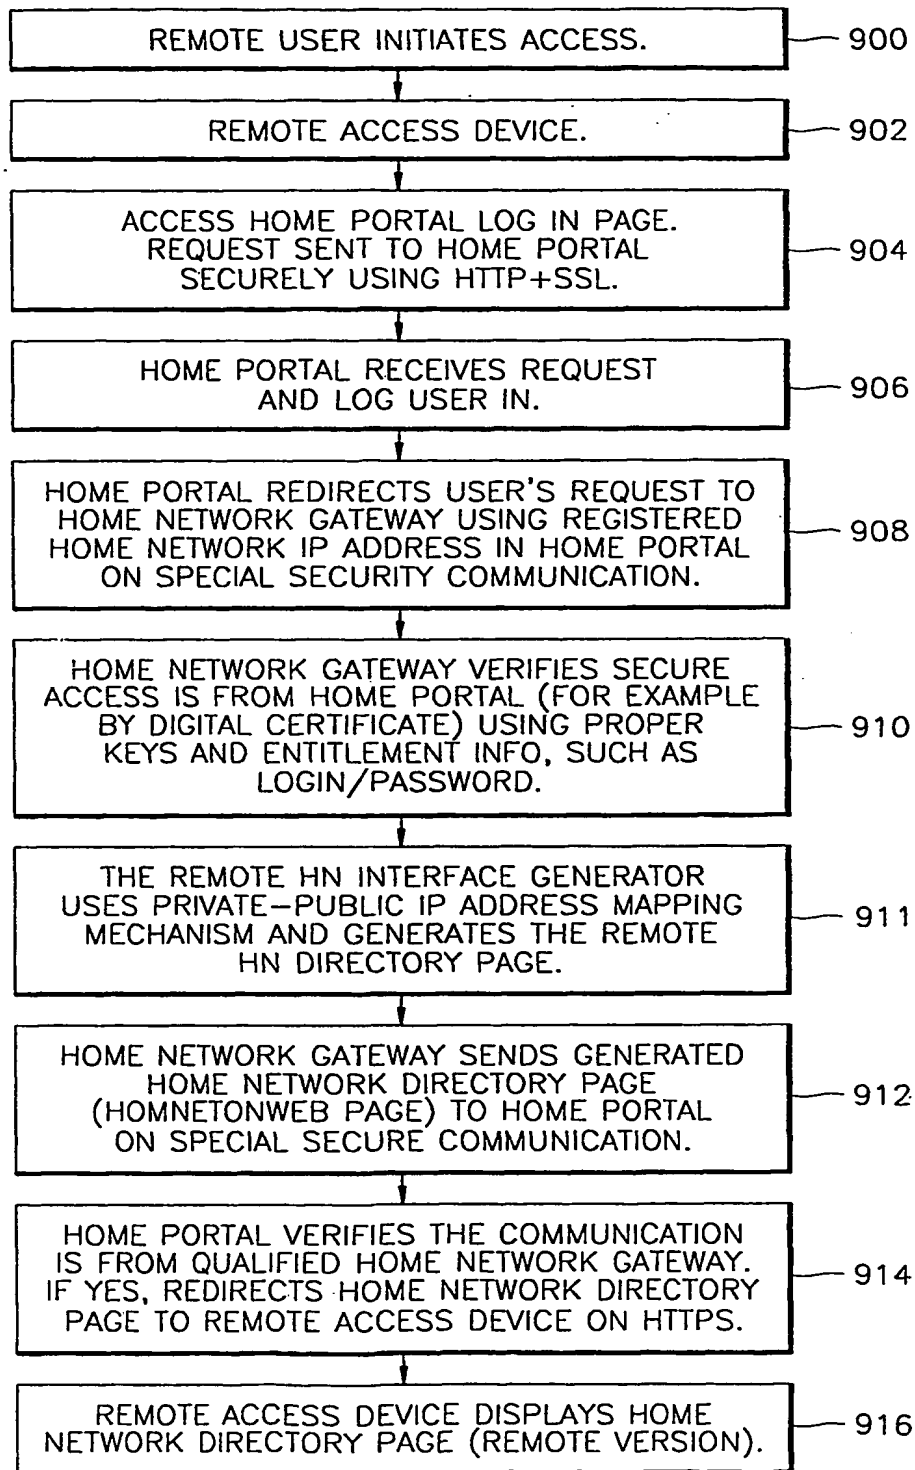 REMOTE USER INITIATES ACCESS.
900
REMOTE ACCESS DEVICE.
902
ACCESS HOME PORTAL LOG IN PAGE.
REQUEST SENT TO HOME PORTAL
SECURELY USING HTTP+SSL.
904
HOME PORTAL RECEIVES REQUEST
AND LOG USER IN.
906
HOME PORTAL REDIRECTS USER'S REQUEST TO
HOME NETWORK GATEWAY USING REGISTERED
HOME NETWORK IP ADDRESS IN HOME PORTAL
ON SPECIAL SECURITY COMMUNICATION.
908
HOME NETWORK GATEWAY VERIFIES SECURE
ACCESS IS FROM HOME PORTAL (FOR EXAMPLE
BY DIGITAL CERTIFICATE) USING PROPER
KEYS AND ENTITLEMENT INFO, SUCH AS
LOGIN/PASSWORD.
910
THE REMOTE HN INTERFACE GENERATOR
USES PRIVATE-PUBLIC IP ADDRESS MAPPING
MECHANISM AND GENERATES THE REMOTE
HN DIRECTORY PAGE.
911
HOME NETWORK GATEWAY SENDS GENERATED
HOME NETWORK DIRECTORY PAGE
(HOMNETONWEB PAGE) TO HOME PORTAL
ON SPECIAL SECURE COMMUNICATION.
912
HOME PORTAL VERIFIES THE COMMUNICATION
IS FROM QUALIFIED HOME NETWORK GATEWAY.
IF YES, REDIRECTS HOME NETWORK DIRECTORY
PAGE TO REMOTE ACCESS DEVICE ON HTTPS.
914
REMOTE ACCESS DEVICE DISPLAYS HOME
NETWORK DIRECTORY PAGE (REMOTE VERSION).
916